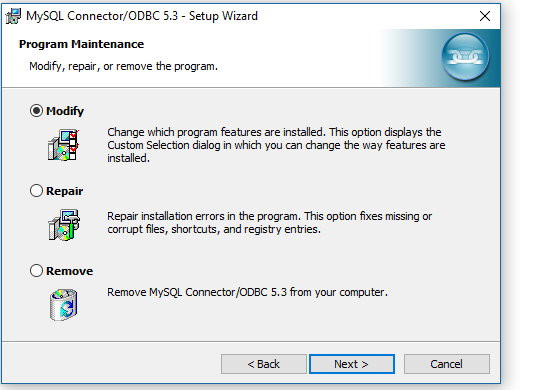 MySQL Connector/ODBC 5.3 - Setup Wizard
Program Maintenance
Modify, repair, or remove the program.
Modify
Change which program features are installed. This option displays the
Custom Selection dialog in which you can change the way features are
installed.
Repair
Repair installation errors in the program. This option fixes missing or
corrupt files, shortcuts, and registry entries.
Remove
Remove MySQL Connector/ODBC 5.3 from your computer.
< Back
Next >
Cancel